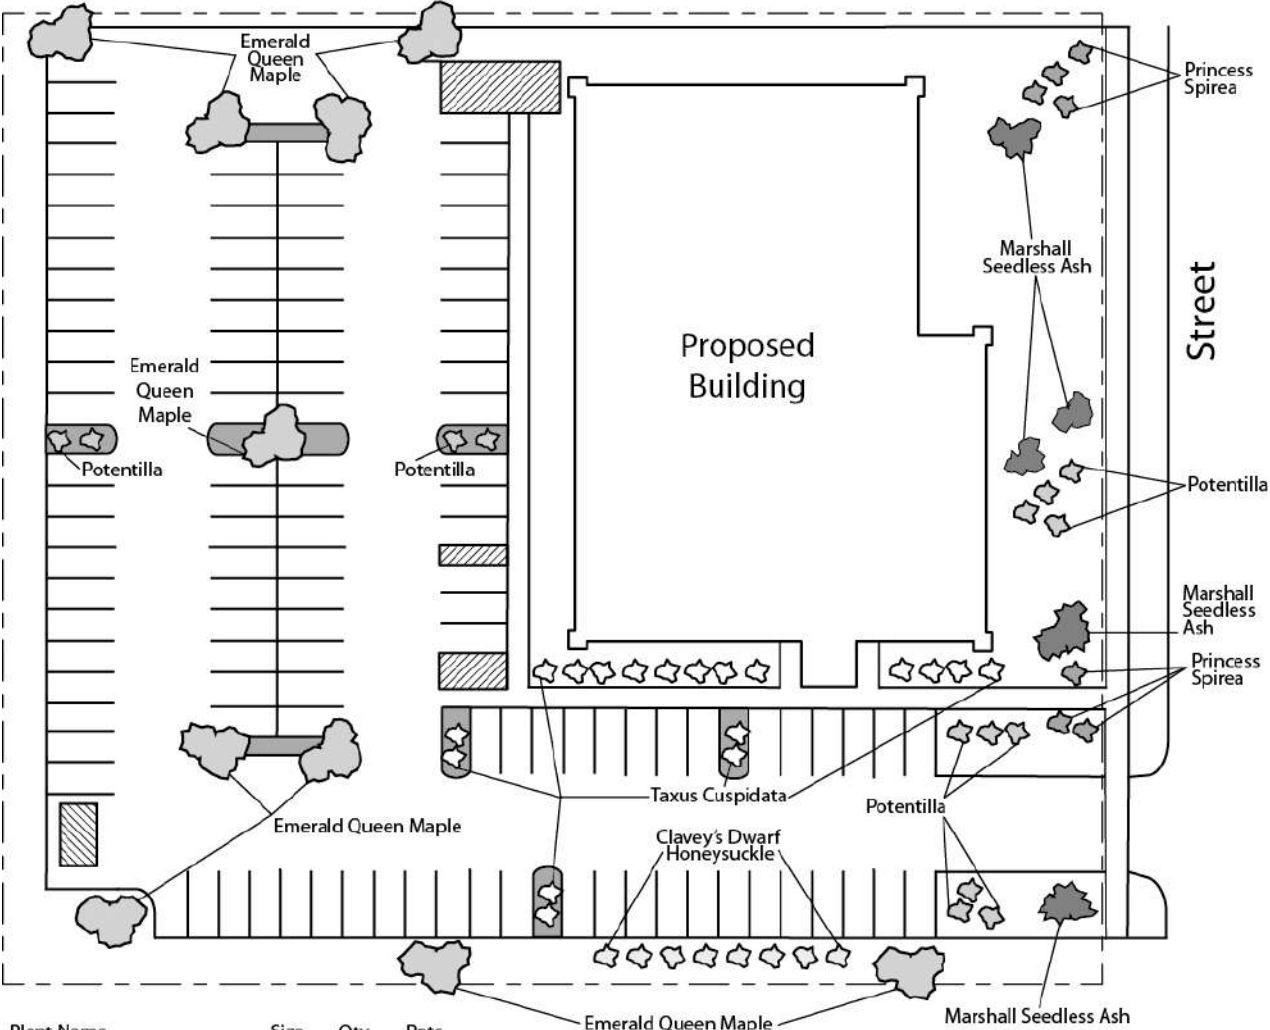 Emerald
Queen
Maple
Princess
Spirea
Marshall
Seedless Ash
Street
Proposed
Building
Emerald
Queen
Maple
Potentilla
Potentilla
Potentilla
Marshall
Seedless
Ash
Princess
Spirea
Taxus Cuspidata
Potentilla
Emerald Queen Maple
Clavey's Dwarf
Honeysuckle
Emerald Queen Maple
Marshall Seedless Ash
Plant Name Size Qty Pnts